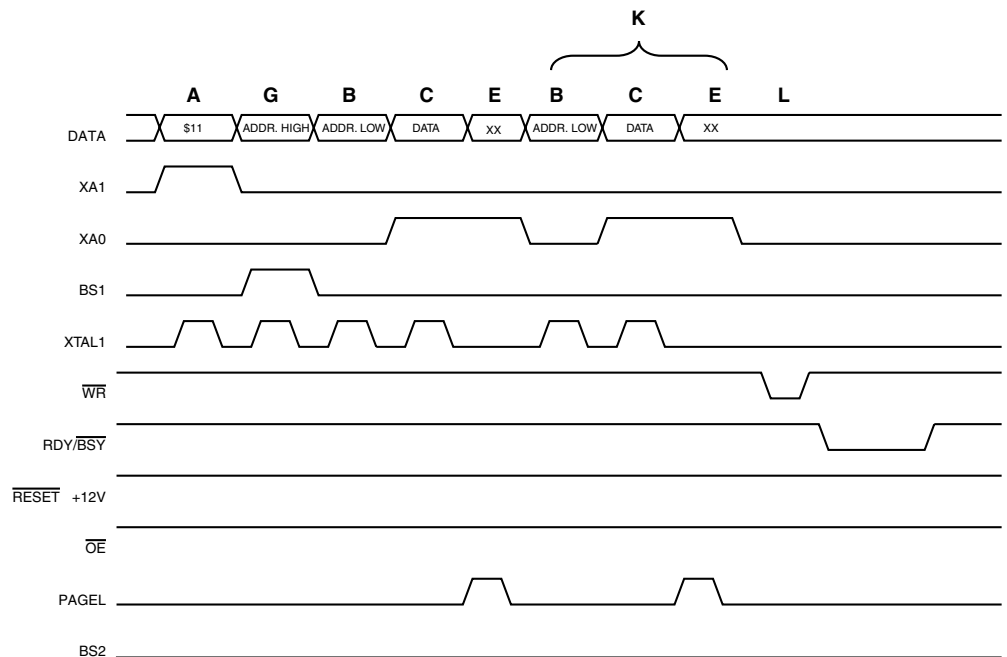 K
A G B C E B C E L
DATA $11 ADDR. HIGH ADDR. LOW DATA XX ADDR. LOW DATA XX
XA1
XA0
BS1
XTAL1
WR
RDY/BSY
RESET +12V
OE
PAGEL
BS2